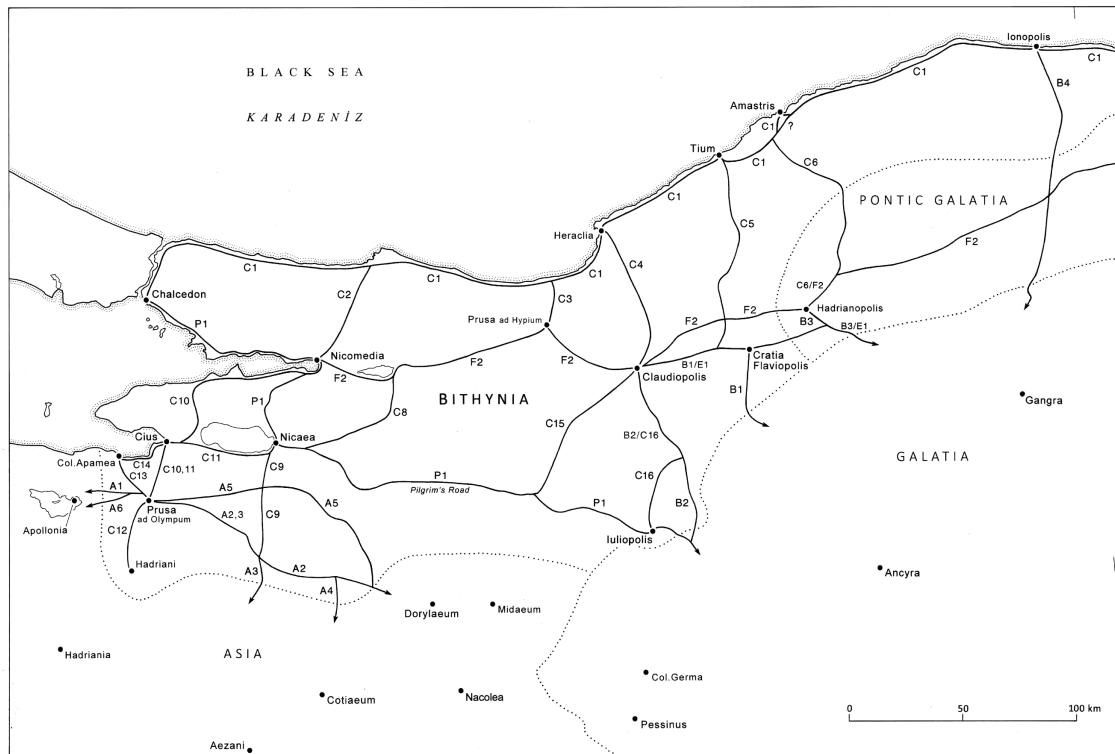 Ionopolis
C1
C1
BLACK SEA
B4
KARADENİZ
Amastris
C1
?
Tium
C1
C6
C1
PONTIC GALATIA
Heraclia
C5
F2
C1
C1
C1
C4
C2
C3
C6/F2
Chalcedon
Hadrianopolis
F2
F2
B3
P1
Prusa ad Hypium
B3/E1
Nicomedia
F2
F2
F2
Cratia
Flaviopolis
B1/E1
Claudiopolis
B1
C10
P1
C8
BITHYNIA
Gangra
C15
B2/C16
Cius
Nicaea
C11
C9
Col.Apamea
C14
C13
C10,11
GALATIA
C16
P1
Pilgrim's Road
A1
A5
A5
B2
A6
Prusa
ad Olympum
A2,3
C9
P1
Apollonia
C12
Iuliopolis
Hadriani
A3
A2
Ancyra
A4
Dorylaeum
Midaeum
Hadriania
ASIA
Col.Germa
Cotiaeum
Nacolea
Pessinus
0
50
100 km
Aezani